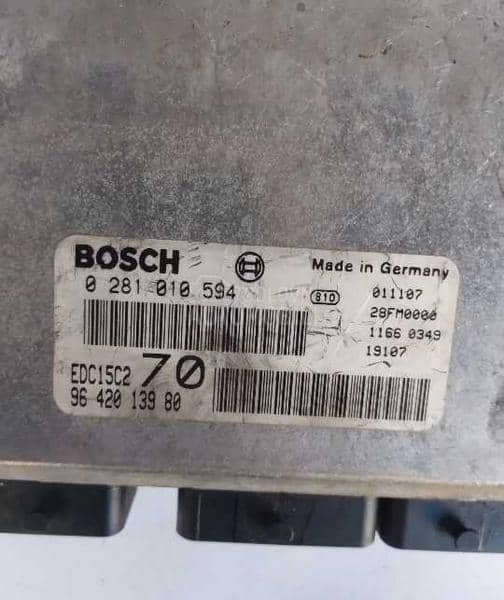 BOSCH
Made in Germany
0 281 010 594
810
011107
28FM0000
1166 0349
19107
EDC15C2
70
96 420 139 80